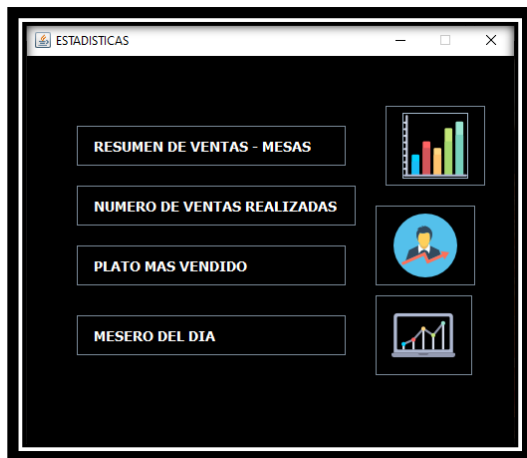 ESTADISTICAS
RESUMEN DE VENTAS - MESAS
NUMERO DE VENTAS REALIZADAS
PLATO MAS VENDIDO
MESERO DEL DIA